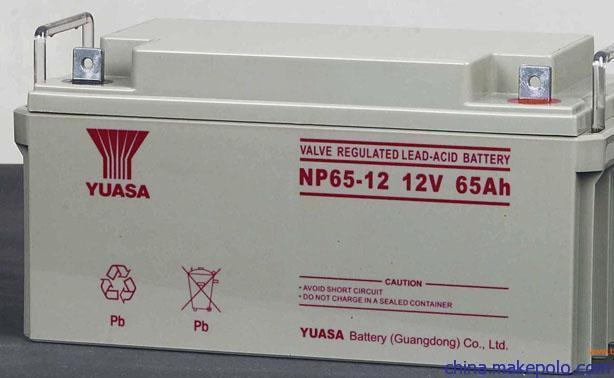 YUASA
VALVE REGULATED LEAD-ACID BATTERY
NP65-12 12V 65Ah
CAUTION
• AVOID SHORT CIRCUIT
• DO NOT CHARGE IN A SEALED CONTAINER
Pb
Pb
YUASA Battery (Guangdong) Co., Ltd.
china.makepolo.com